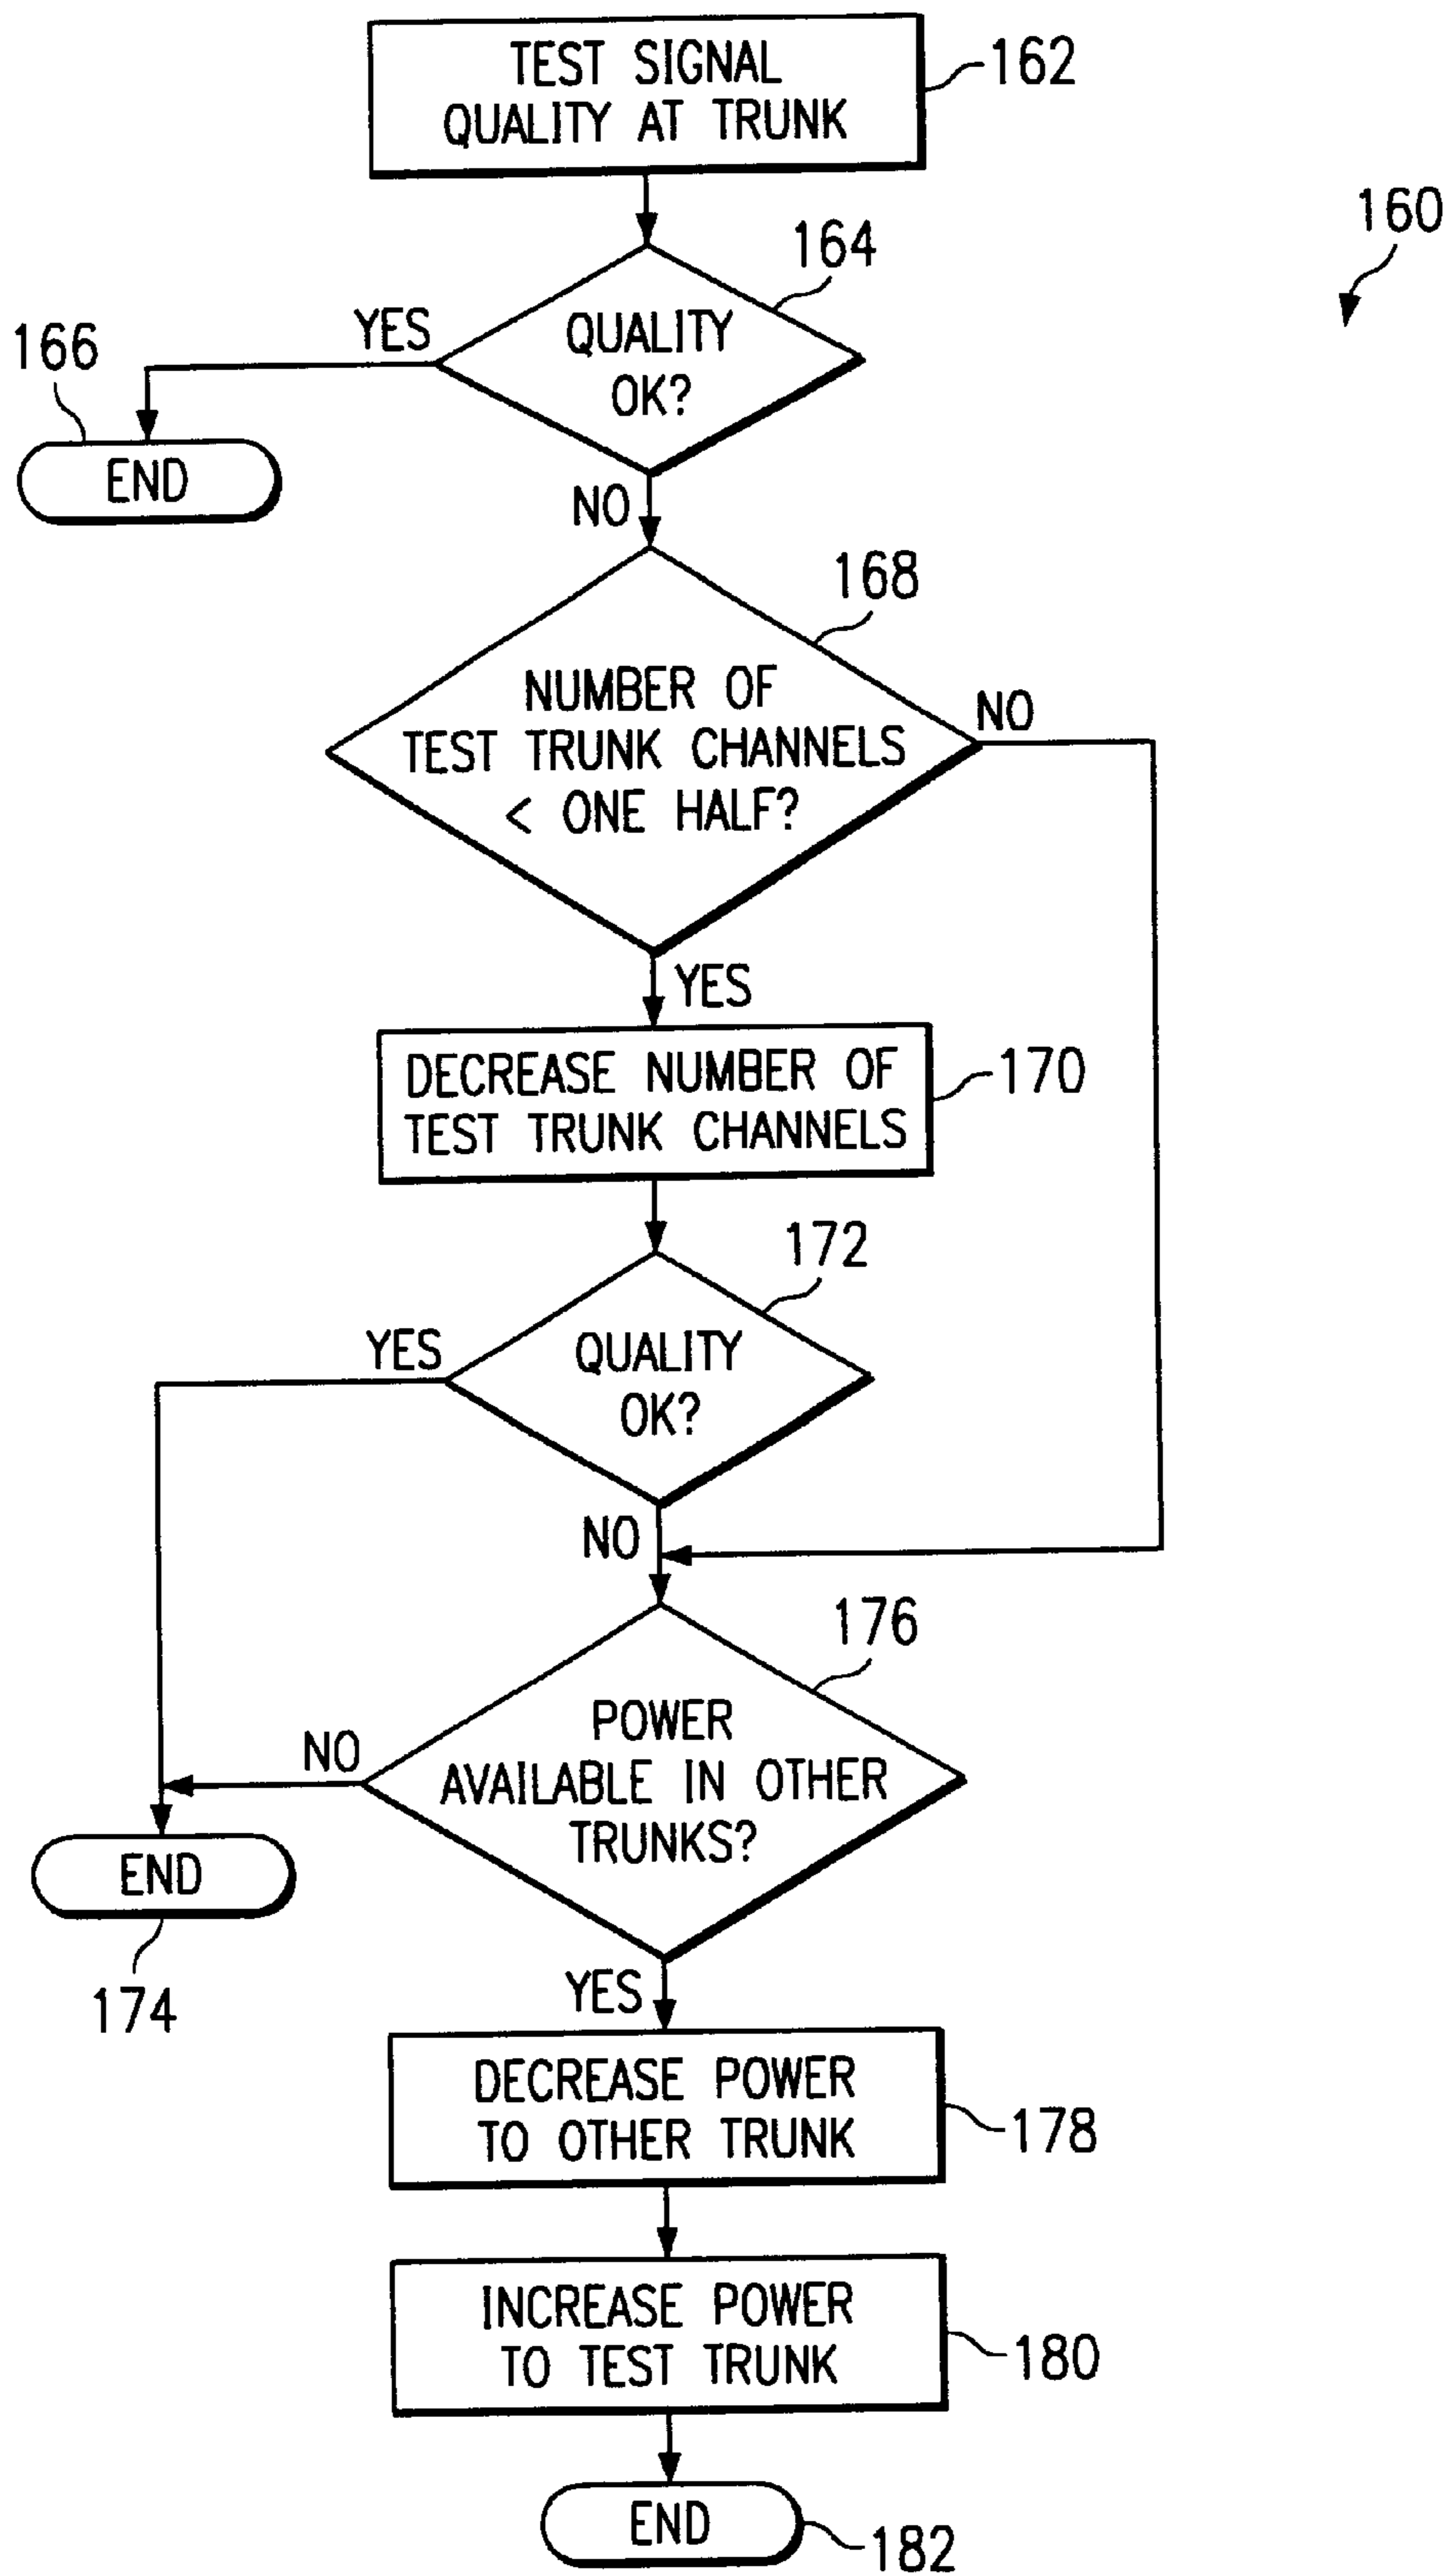 TEST SIGNAL
QUALITY AT TRUNK
162
160
164
QUALITY
OK?
YES
166
END
NO
168
NUMBER OF
TEST TRUNK CHANNELS
< ONE HALF?
NO
YES
DECREASE NUMBER OF
TEST TRUNK CHANNELS
170
172
QUALITY
OK?
YES
NO
176
POWER
AVAILABLE IN OTHER
TRUNKS?
NO
END
174
YES
DECREASE POWER
TO OTHER TRUNK
178
INCREASE POWER
TO TEST TRUNK
180
END
182